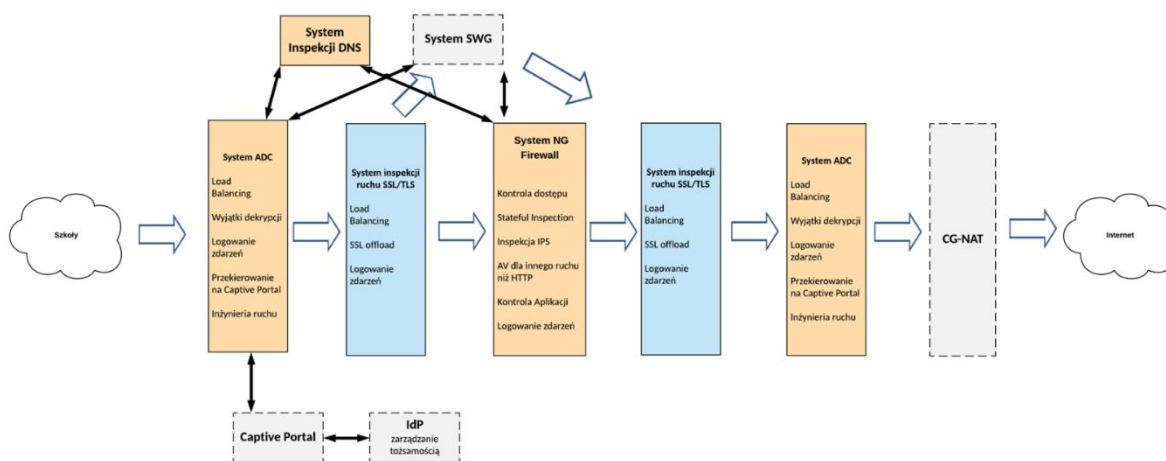 System
Inspekcji DNS
System SWG
Szkoły
System ADC
Load
Balancing
Wyjątki dekrypcji
Logowanie
zdarzeń
Przekierowanie
na Captive Portal
Inżynieria ruchu
System inspekcji
ruchu SSL/TLS
Load
Balancing
SSL offload
Logowanie
zdarzeń
System NG
Firewall
Kontrola dostępu
Stateful Inspection
Inspekcja IPS
AV dla innego ruchu
niż HTTP
Kontrola Aplikacji
Logowanie zdarzeń
System inspekcji
ruchu SSL/TLS
Load
Balancing
SSL offload
Logowanie
zdarzeń
System ADC
Load
Balancing
Wyjątki dekrypcji
Logowanie
zdarzeń
Przekierowanie
na Captive Portal
Inżynieria ruchu
CG-NAT
Internet
Captive Portal
IdP
zarządzanie
tożsamością